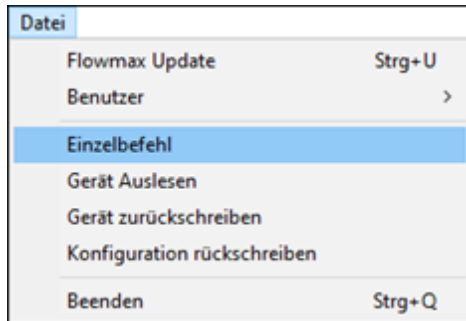 Datei
Flowmax Update Strg+U
Benutzer >
Einzelbefehl
Gerät Auslesen
Gerät zurückschreiben
Konfiguration rückschreiben
Beenden Strg+Q